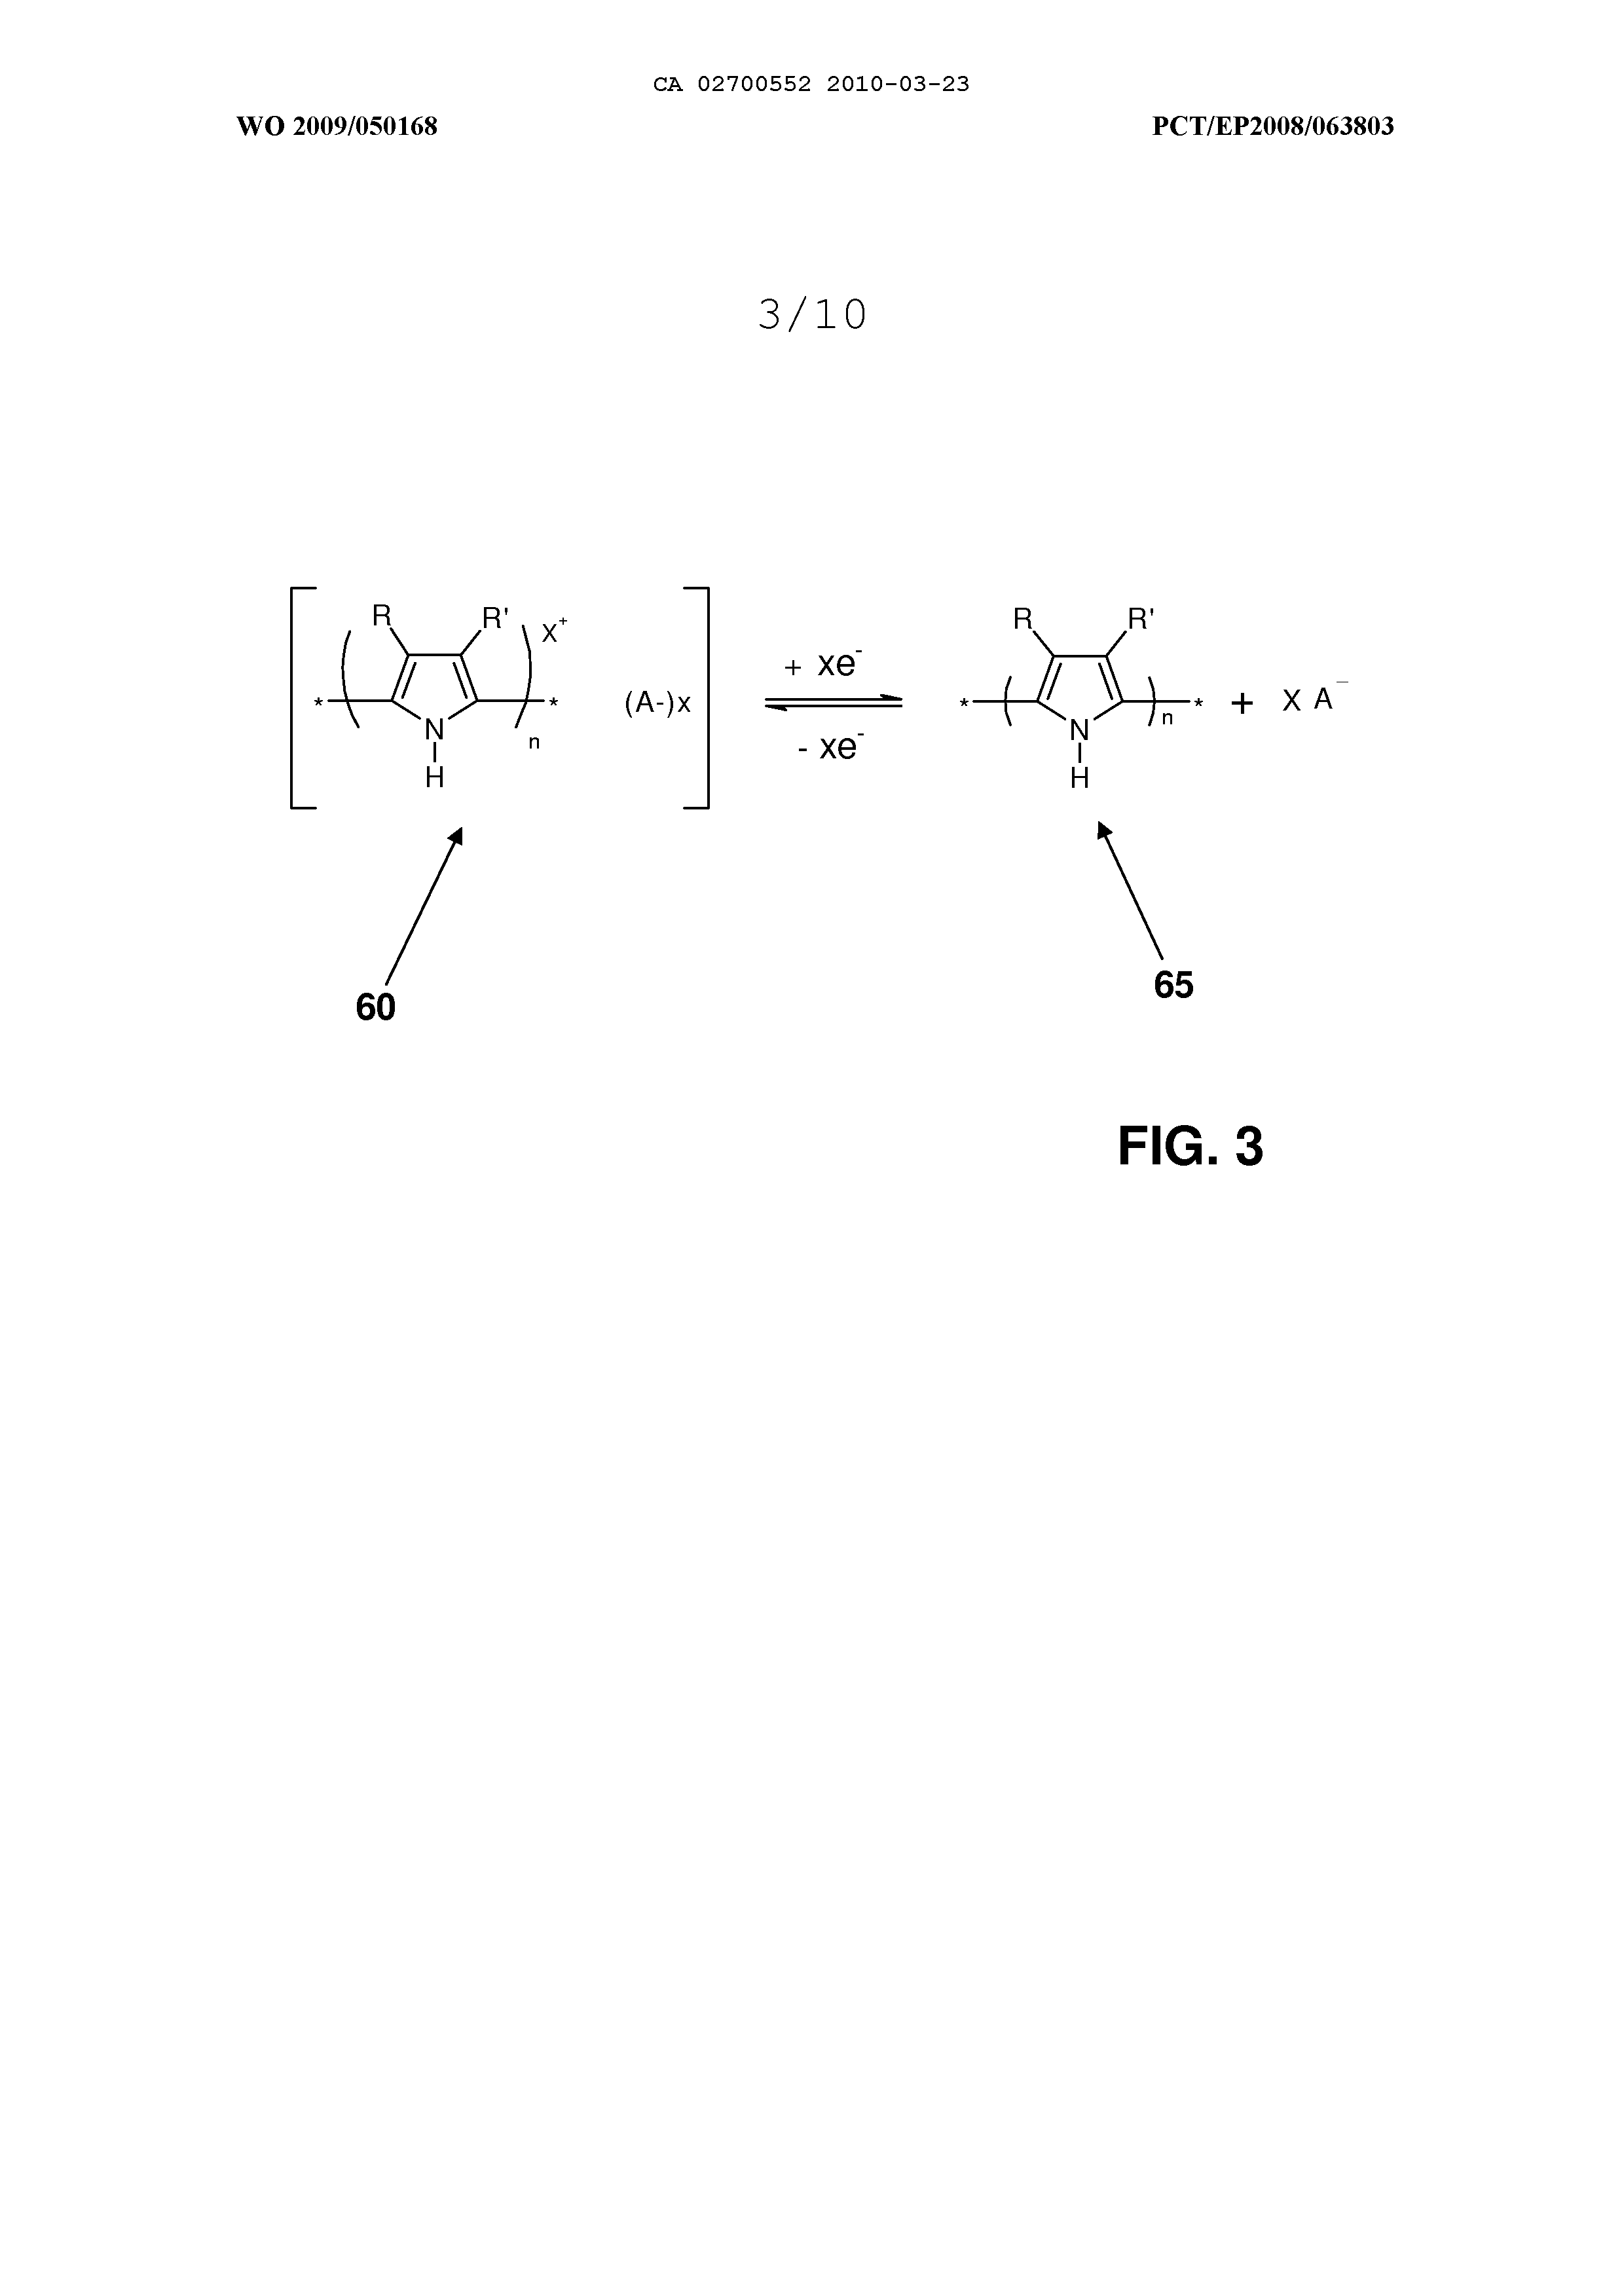 CA 02700552 2010-03-23
WO 2009/050168 PCT/EP2008/063803
3/10
R R' X+ R R'
+ xe-
* n * (A-)x * n * + X A−
- xe-
N N
H H
60 65
FIG. 3